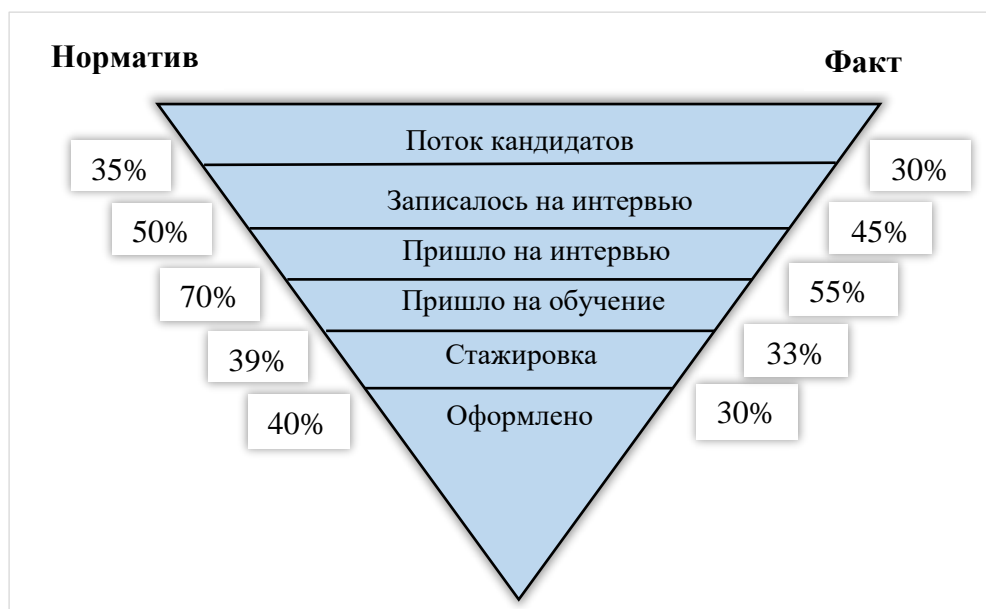 Норматив
Факт
Поток кандидатов
35%
30%
Записалось на интервью
50%
45%
Пришло на интервью
70%
55%
Пришло на обучение
39%
33%
Стажировка
40%
30%
Оформлено